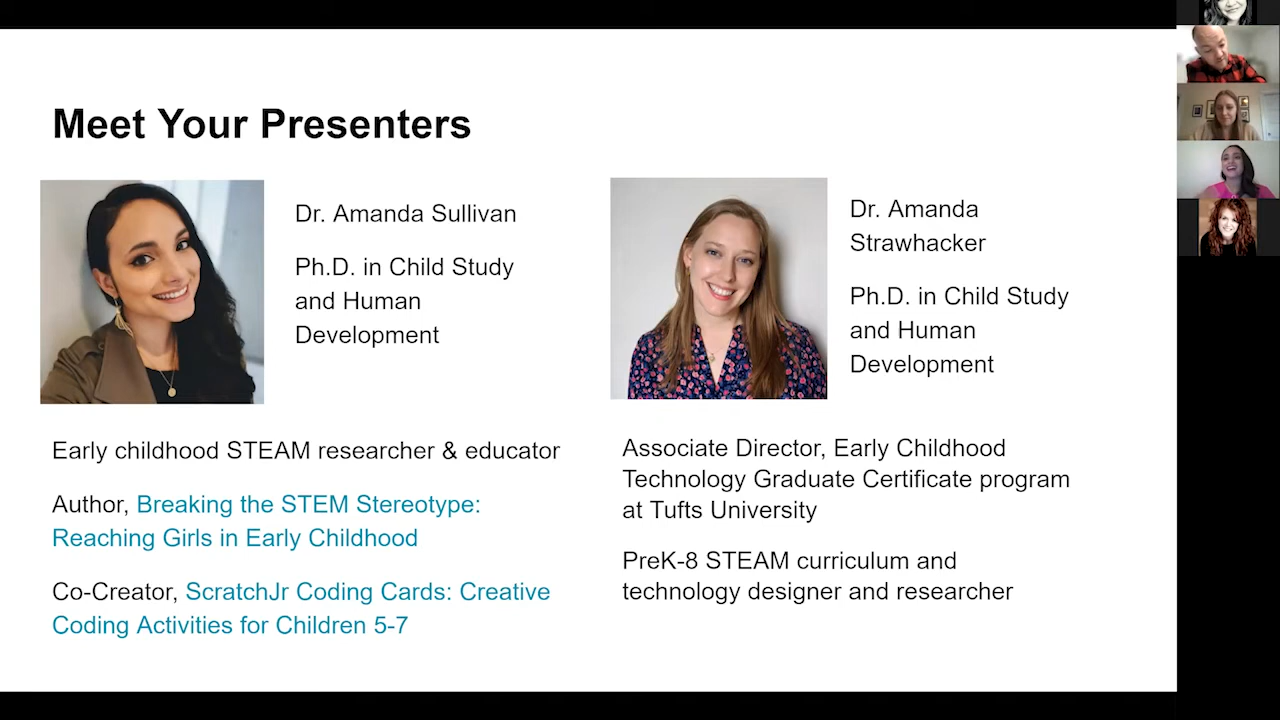 Meet Your Presenters
Dr. Amanda Sullivan
Ph.D. in Child Study
and Human
Development
Early childhood STEAM researcher & educator
Author, Breaking the STEM Stereotype:
Reaching Girls in Early Childhood
Co-Creator, ScratchJr Coding Cards: Creative
Coding Activities for Children 5-7
Dr. Amanda
Strawhacker
Ph.D. in Child Study
and Human
Development
Associate Director, Early Childhood
Technology Graduate Certificate program
at Tufts University
PreK-8 STEAM curriculum and
technology designer and researcher